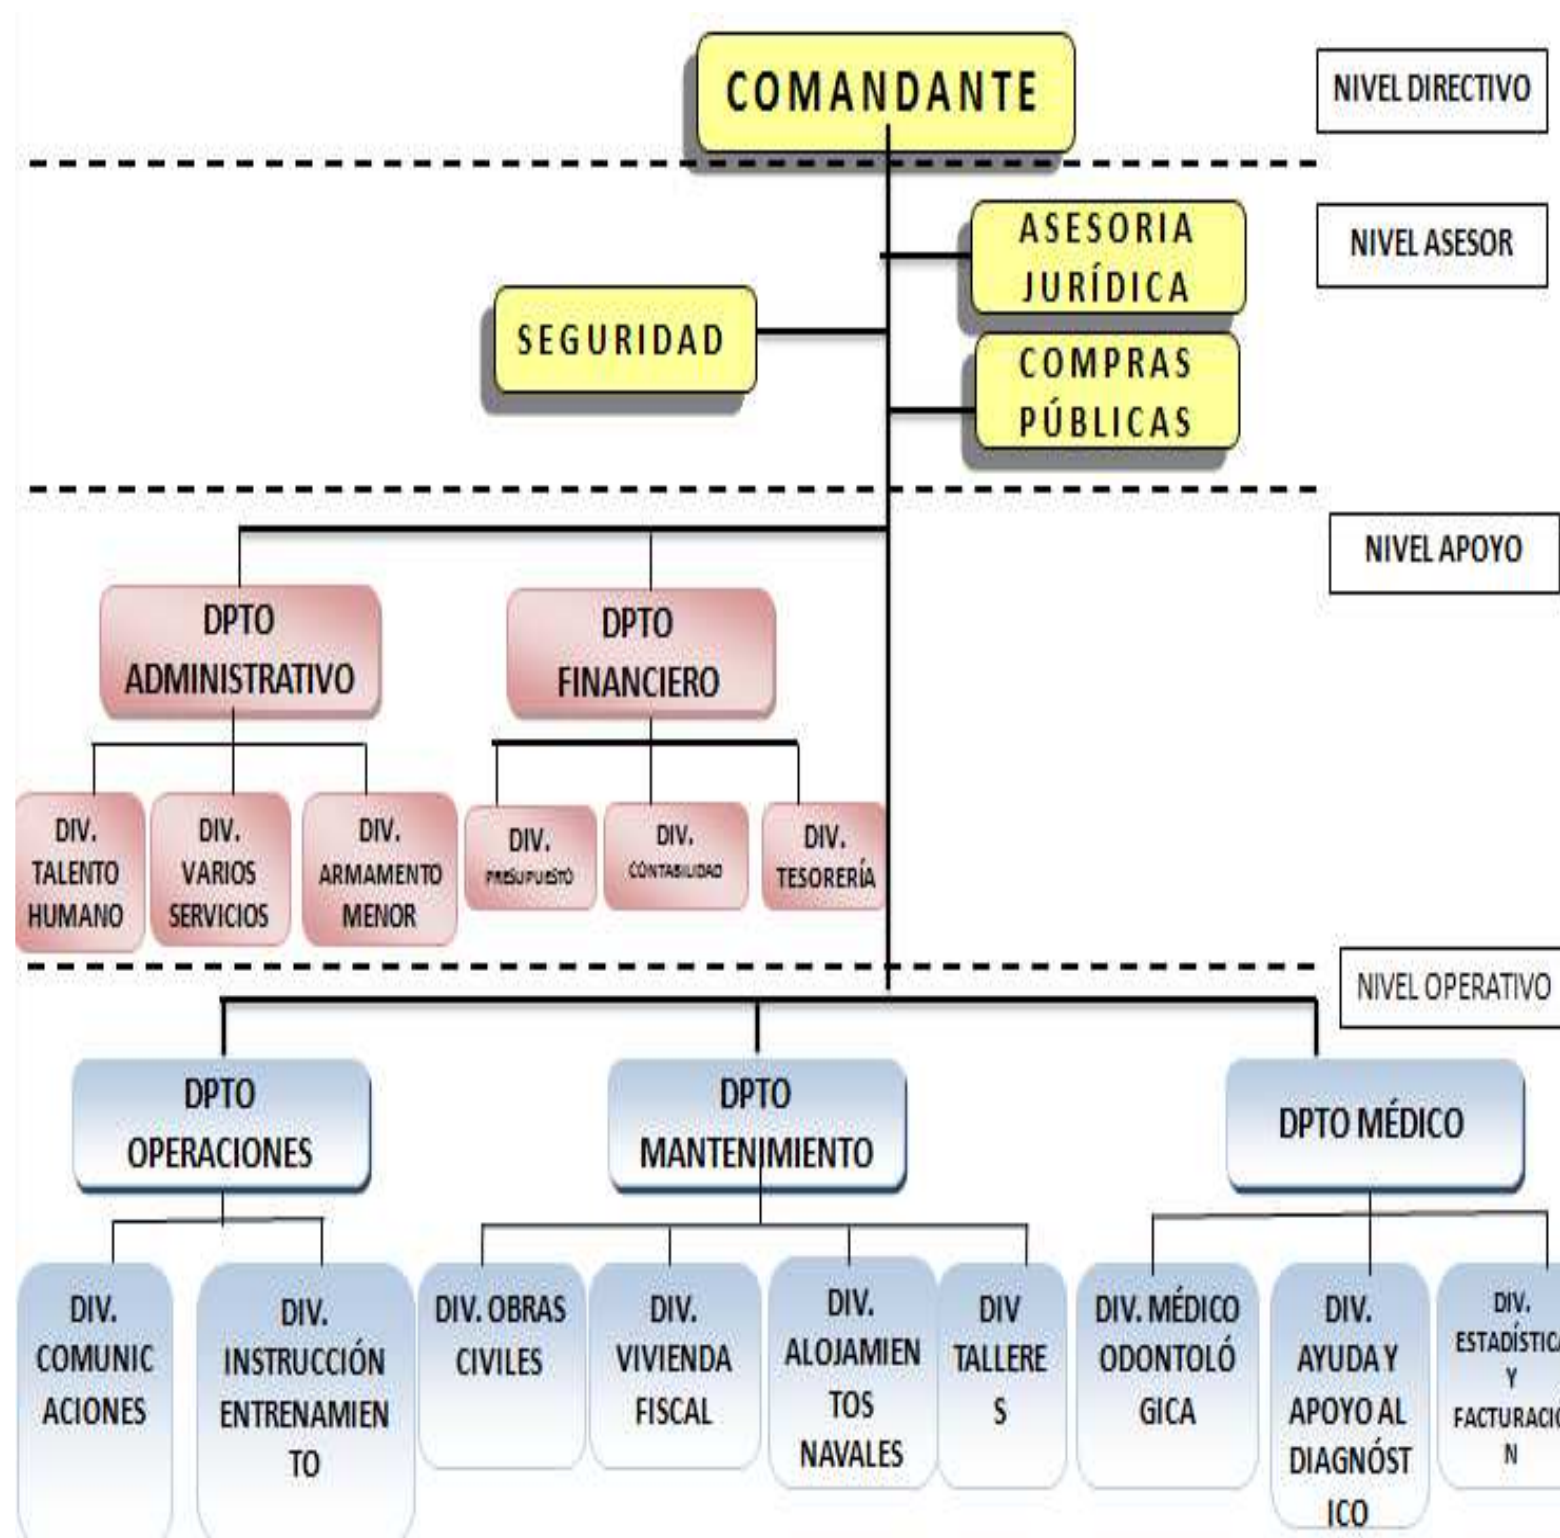 COMANDANTE
NIVEL DIRECTIVO
ASESORIA
JURÍDICA
NIVEL ASESOR
SEGURIDAD
COMPRAS
PÚBLICAS
NIVEL APOYO
DPTO
ADMINISTRATIVO
DPTO
FINANCIERO
DIV.
TALENTO
HUMANO
DIV.
VARIOS
SERVICIOS
DIV.
ARMAMENTO
MENOR
DIV.
PRESUPUESTO
DIV.
CONTABILIDAD
DIV.
TESORERÍA
NIVEL OPERATIVO
DPTO
OPERACIONES
DPTO
MANTENIMIENTO
DPTO MÉDICO
DIV.
COMUNIC
ACIONES
DIV.
INSTRUCCIÓN
ENTRENAMIEN
TO
DIV. OBRAS
CIVILES
DIV.
VIVIENDA
FISCAL
DIV.
ALOJAMIEN
TOS
NAVALES
DIV
TALLERE
S
DIV. MÉDICO
ODONTOLÓ
GICA
DIV.
AYUDA Y
APOYO AL
DIAGNÓST
ICO
DIV.
ESTADÍSTICA
Y
FACTURACIÓ
N